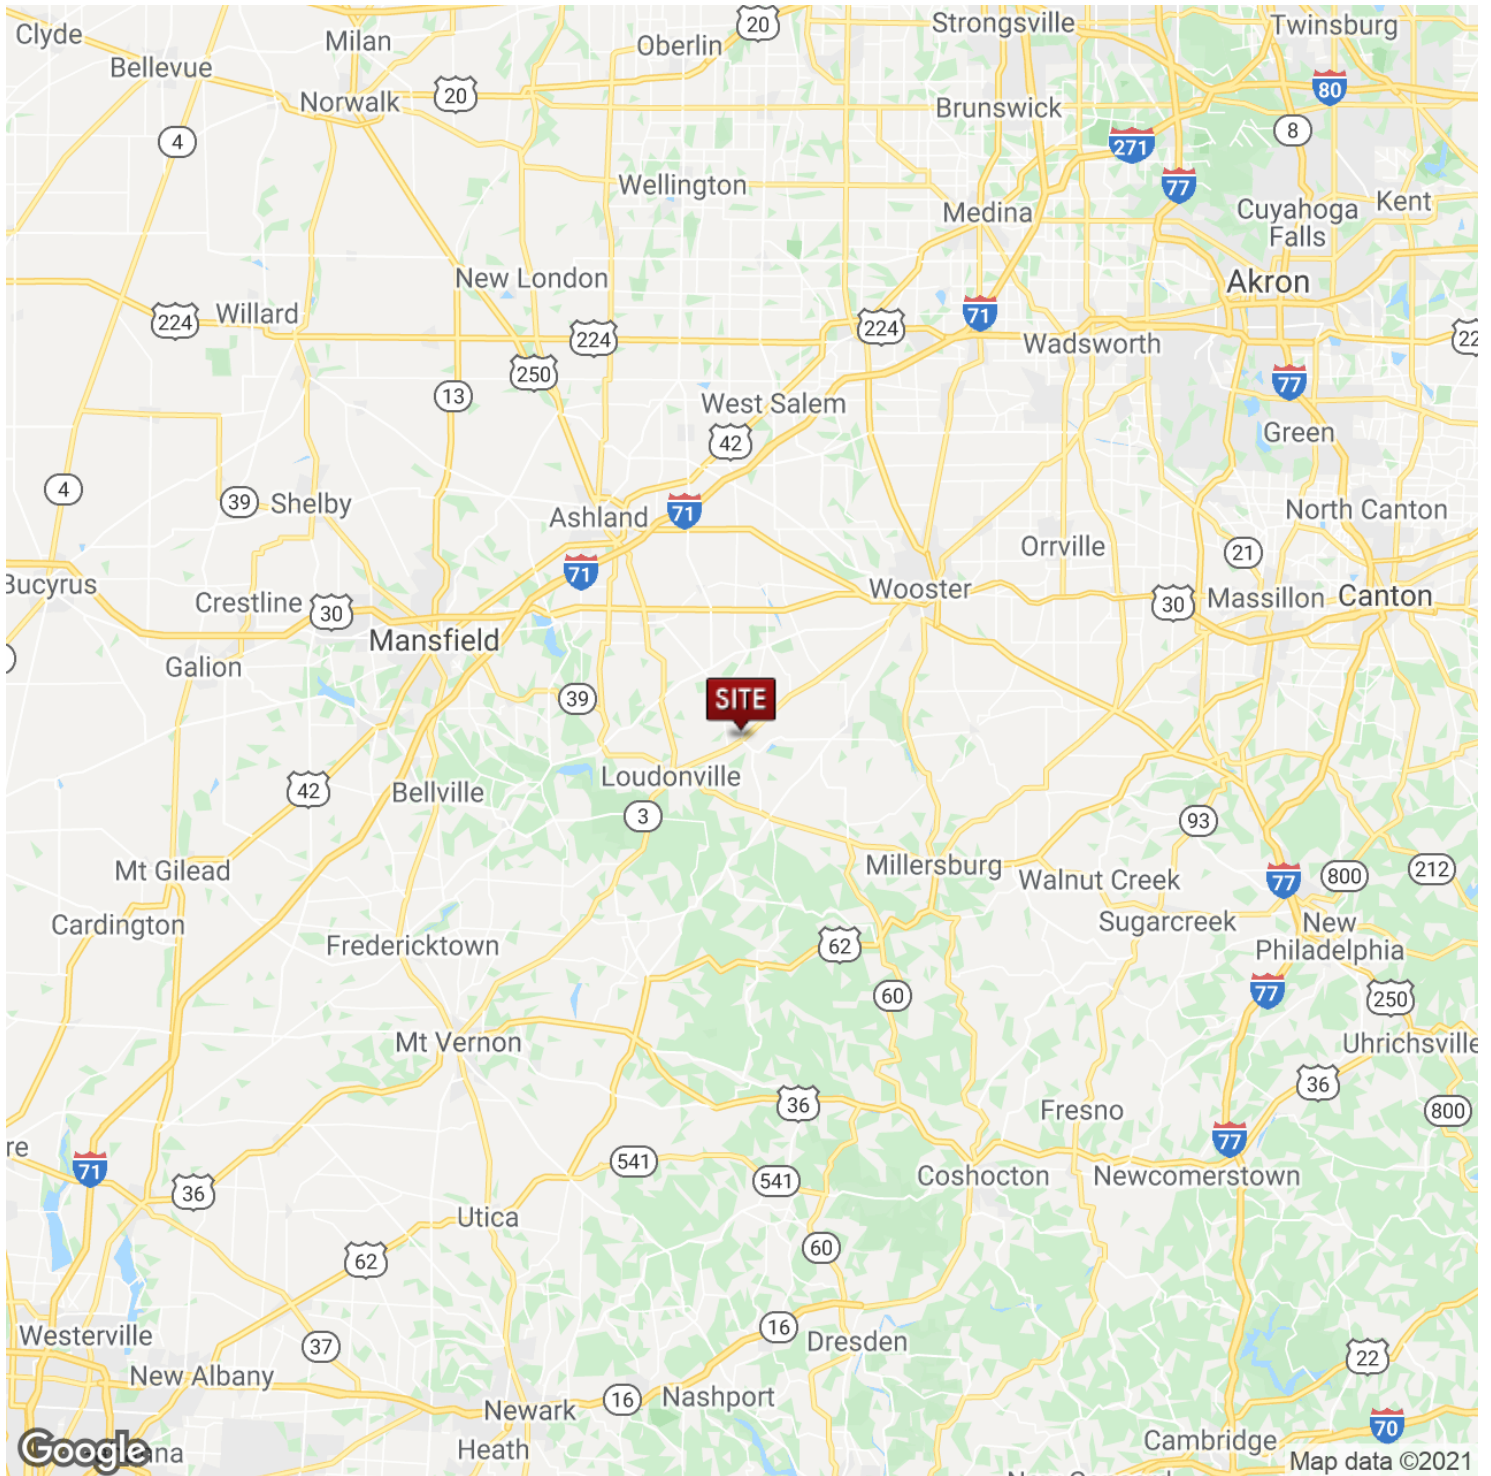 Clyde
Milan
Oberlin
20
Strongsville
Twinsburg
Bellevue
20
Norwalk
80
Brunswick
4
8
271
Wellington
77
Medina
Cuyahoga
Falls
Kent
New London
Akron
224
Willard
224
224
71
Wadsworth
250
13
77
West Salem
42
Green
4
39
Shelby
Ashland
71
North Canton
Orrville
21
71
Bucyrus
Wooster
Crestline
30
30
Massillon
Canton
Mansfield
Galion
39
SITE
Loudonville
42
Bellville
3
93
Mt Gilead
Millersburg
Walnut Creek
77
800
212
Cardington
Sugarcreek
New
Philadelphia
Fredericktown
62
60
77
250
Mt Vernon
Uhrichsville
36
36
Fresno
800
re
71
541
77
541
Coshocton
Newcomerstown
36
Utica
60
62
Westerville
37
16
Dresden
22
New Albany
16
Nashport
Newark
70
Google
Heath
Cambridge
Map data ©2021